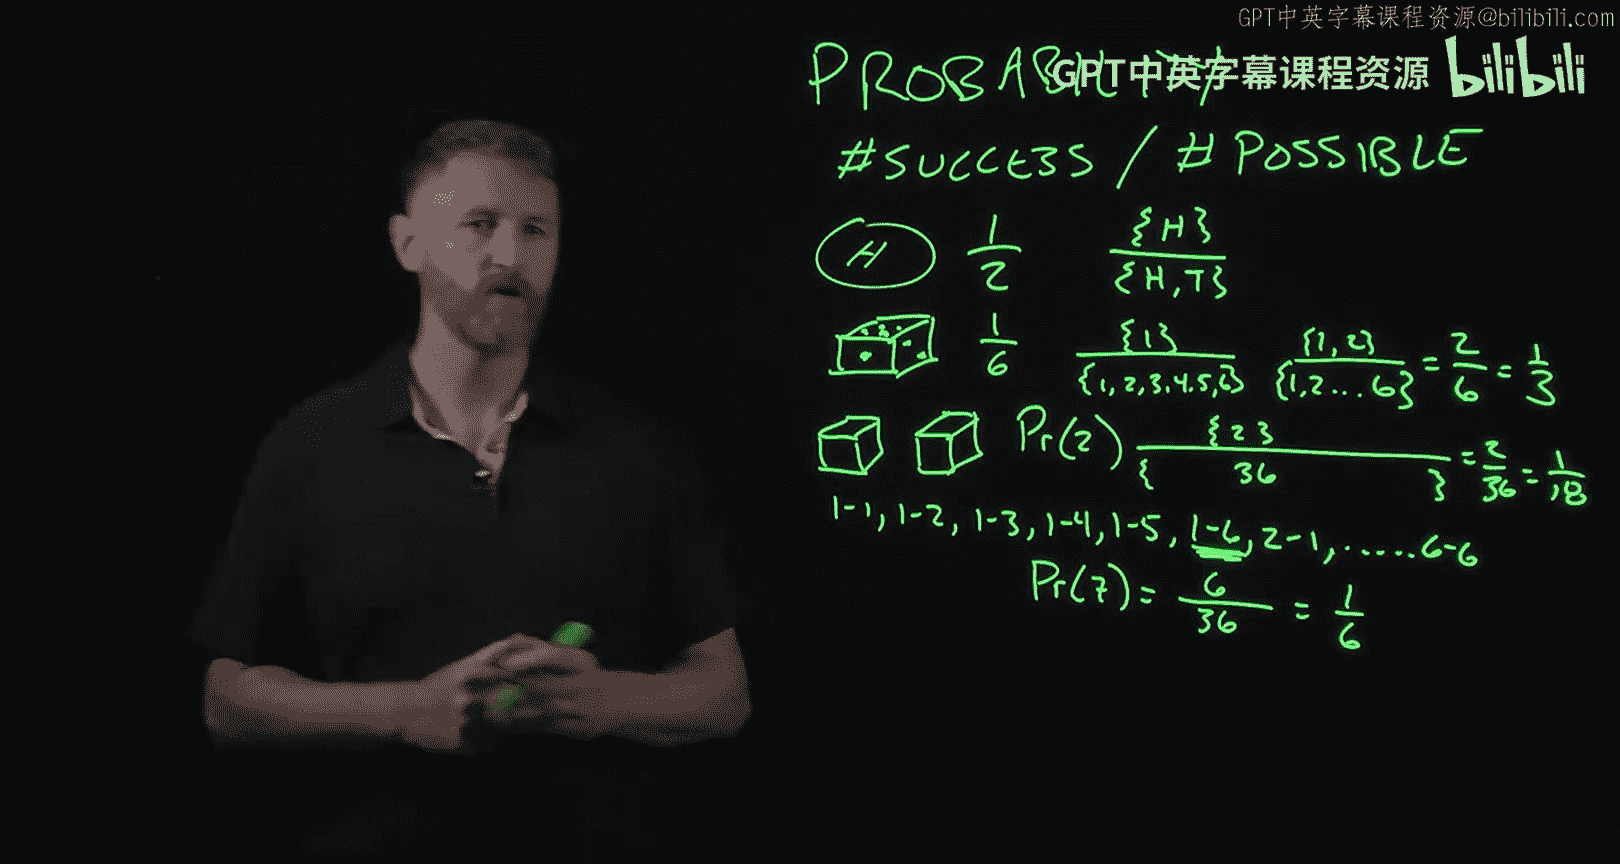 GPT中英字幕课程资源@bilibili.com
GPT中英字幕课程资源 bilibili
PROBABILITY
#SUCCESS / # POSSIBLE
H 1/2 {H}/{H,T}
1/6 {1}/{1,2,3,4,5,6} {1,2}/{1,2...6} = 2/6 = 1/3
Pr(2) {2}/{36} = 2/36 = 1/18
1-1, 1-2, 1-3, 1-4, 1-5, 1-6, 2-1, ......6-6
Pr(7) = 6/36 = 1/6